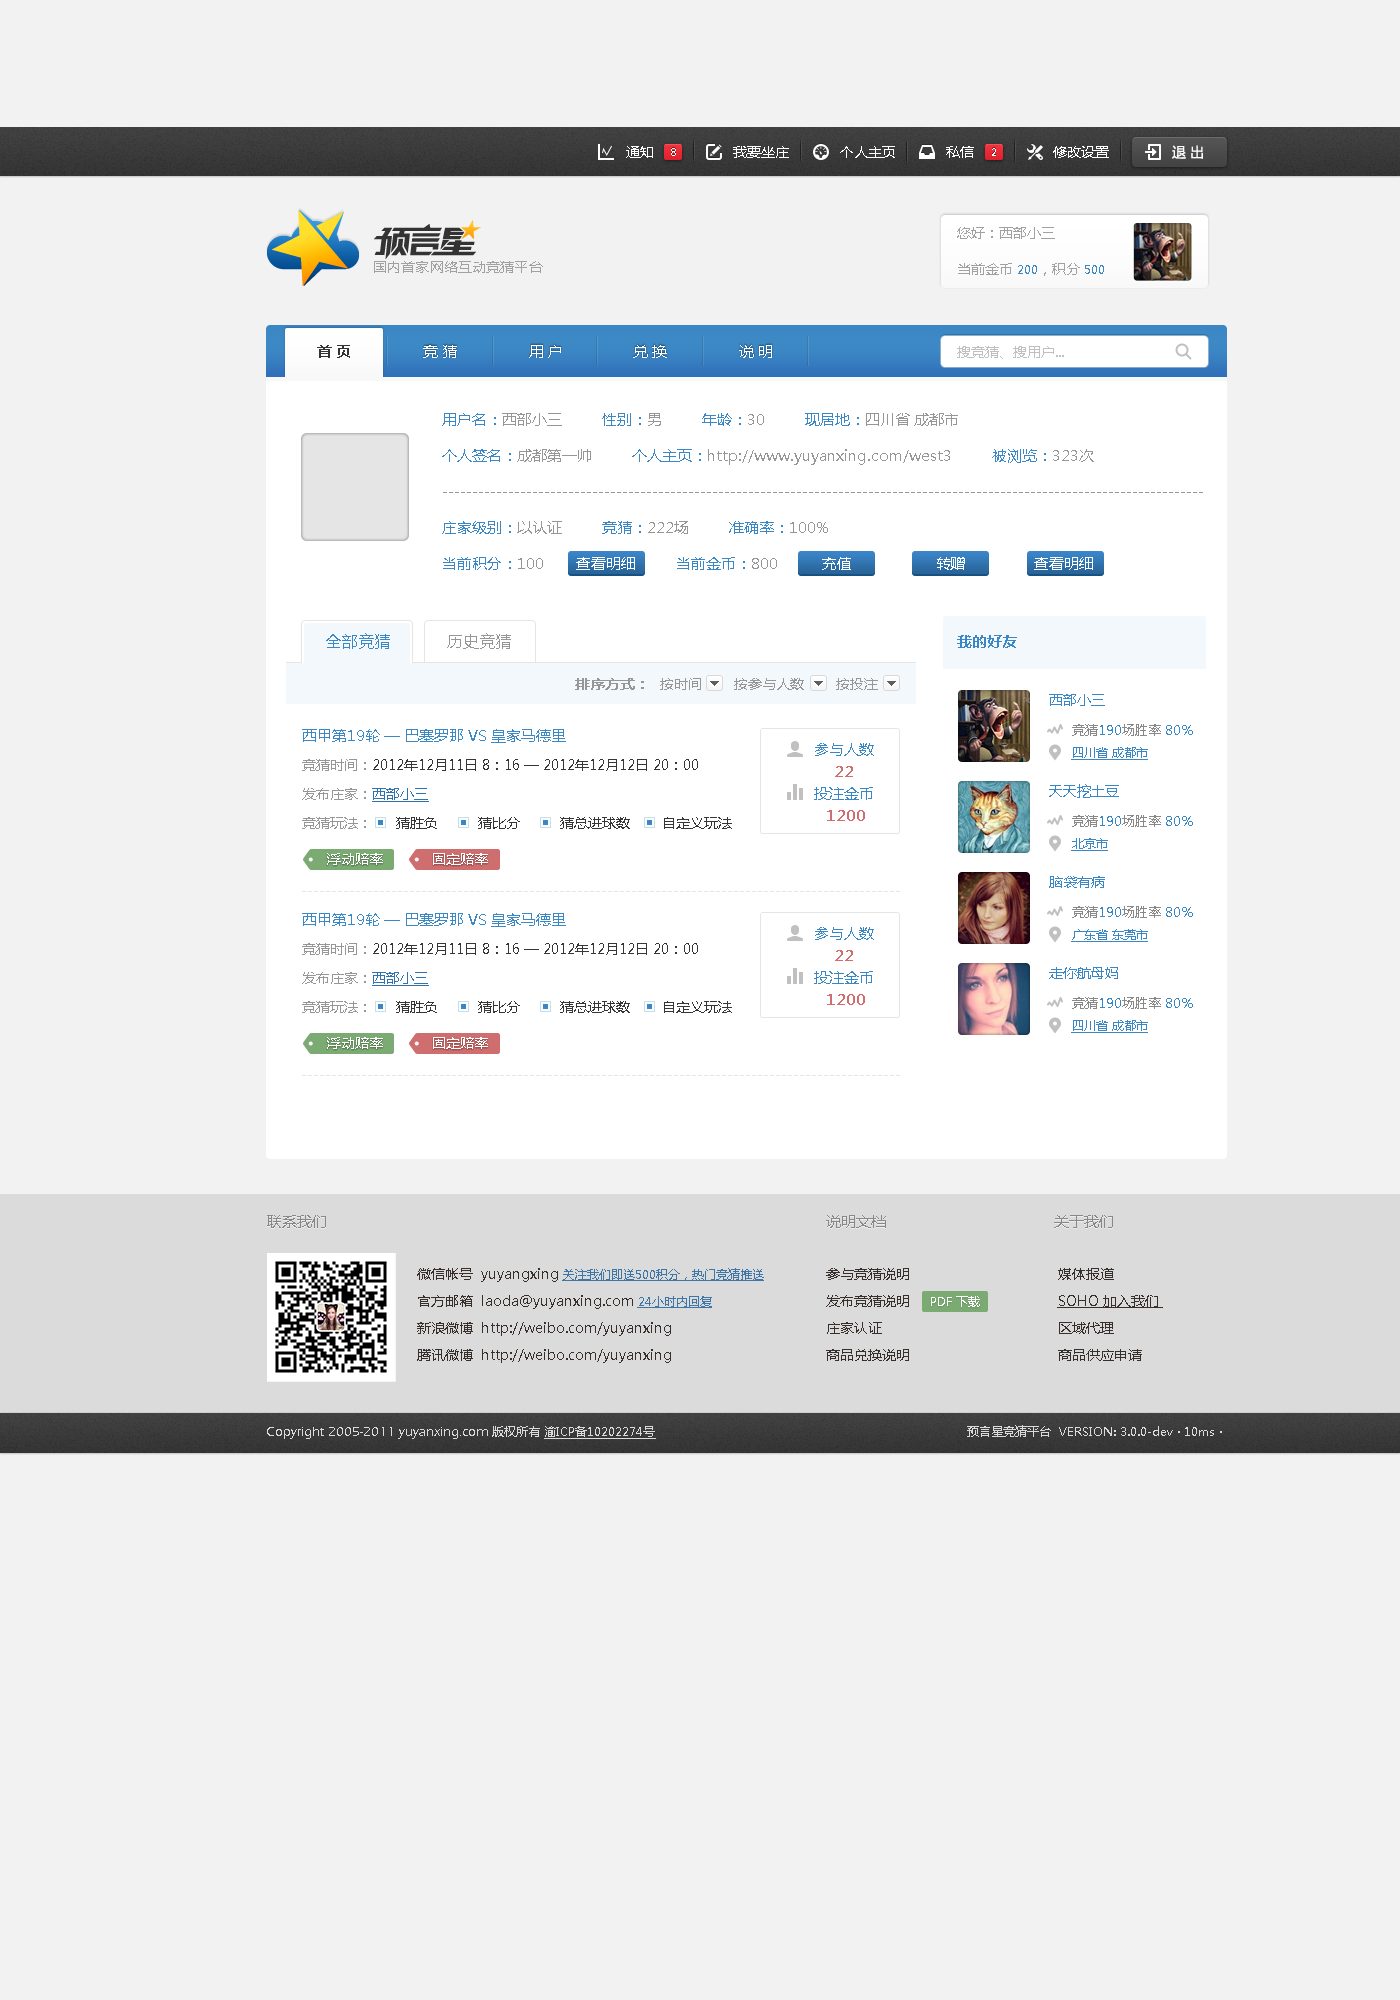 通知 8 我要坐庄 个人主页 私信 2 修改设置 退出
预言星
国内首家网络互动竞猜平台
您好：西部小三
当前金币 200，积分 500
首页 竞猜 用户 兑换 说明 搜竞猜、搜用户...
用户名：西部小三 性别：男 年龄：30 现居地：四川省 成都市
个人签名：成都第一帅 个人主页：http://www.yuyanxing.com/west3 被浏览：323次
庄家级别：以认证 竞猜：222场 准确率：100%
当前积分：100 查看明细 当前金币：800 充值 转赠 查看明细
全部竞猜 历史竞猜
排序方式： 按时间 按参与人数 按投注
西甲第19轮 — 巴塞罗那 VS 皇家马德里
竞猜时间：2012年12月11日 8：16 — 2012年12月12日 20：00
发布庄家：西部小三
竞猜玩法： 猜胜负 猜比分 猜总进球数 自定义玩法
浮动赔率 固定赔率
参与人数
22
投注金币
1200
西甲第19轮 — 巴塞罗那 VS 皇家马德里
竞猜时间：2012年12月11日 8：16 — 2012年12月12日 20：00
发布庄家：西部小三
竞猜玩法： 猜胜负 猜比分 猜总进球数 自定义玩法
浮动赔率 固定赔率
参与人数
22
投注金币
1200
我的好友
西部小三
竞猜190场胜率 80%
四川省 成都市
天天挖土豆
竞猜190场胜率 80%
北京市
脑袋有病
竞猜190场胜率 80%
广东省 东莞市
走你航母妈
竞猜190场胜率 80%
四川省 成都市
联系我们
微信帐号 yuyangxing 关注我们即送500积分，热门竞猜推送
官方邮箱 laoda@yuyanxing.com 24小时内回复
新浪微博 http://weibo.com/yuyanxing
腾讯微博 http://weibo.com/yuyanxing
说明文档
参与竞猜说明
发布竞猜说明 PDF 下载
庄家认证
商品兑换说明
关于我们
媒体报道
SOHO 加入我们
区域代理
商品供应申请
Copyright 2005-2011 yuyanxing.com 版权所有 渝ICP备10202274号
预言星竞猜平台 VERSION: 3.0.0-dev · 10ms ·